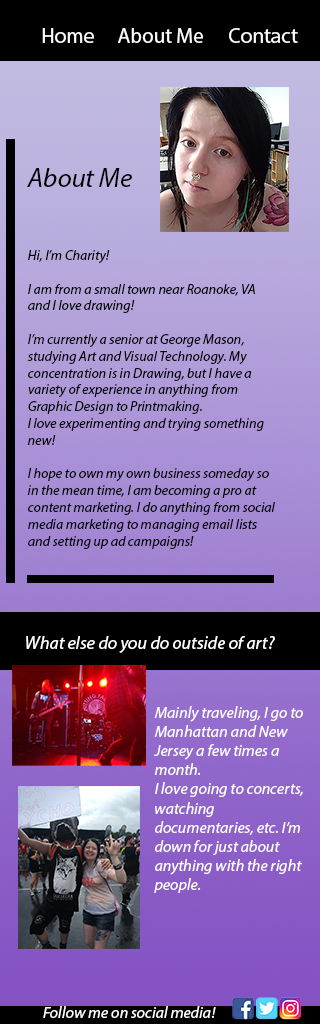 Home About Me Contact
About Me
Hi, I'm Charity!
I am from a small town near Roanoke, VA
and I love drawing!
I'm currently a senior at George Mason,
studying Art and Visual Technology. My
concentration is in Drawing, but I have a
variety of experience in anything from
Graphic Design to Printmaking.
I love experimenting and trying something
new!
I hope to own my own business someday so
in the mean time, I am becoming a pro at
content marketing. I do anything from social
media marketing to managing email lists
and setting up ad campaigns!
What else do you do outside of art?
Mainly traveling, I go to
Manhattan and New
Jersey a few times a
month.
I love going to concerts,
watching
documentaries, etc. I'm
down for just about
anything with the right
people.
Follow me on social media!